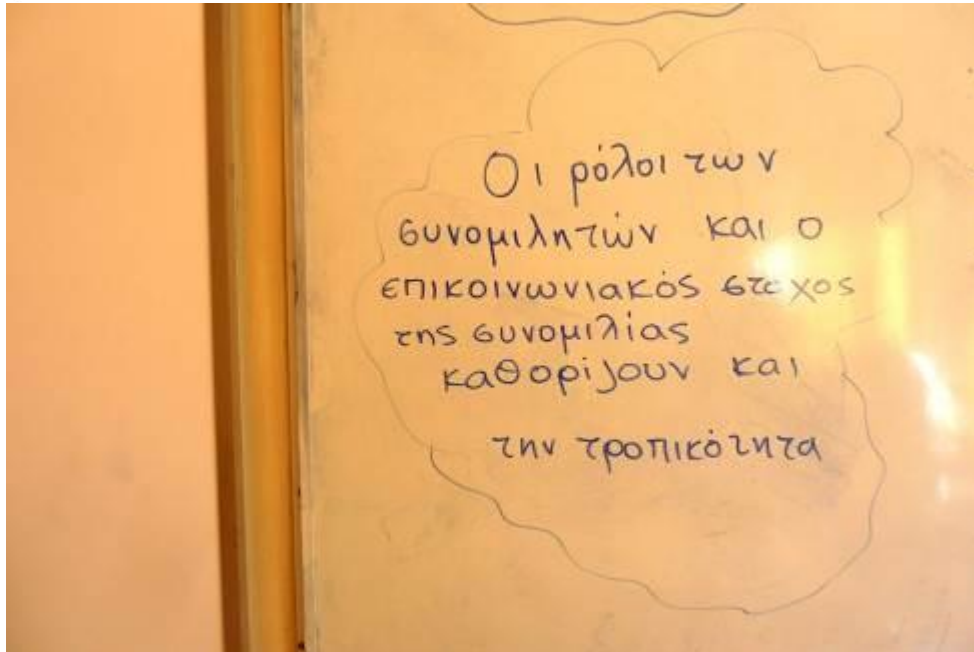 Οι ρόλοι των
συνομιλητών και ο
επικοινωνιακός στόχος
της συνομιλίας
καθορίζουν και
την τροπικότητα